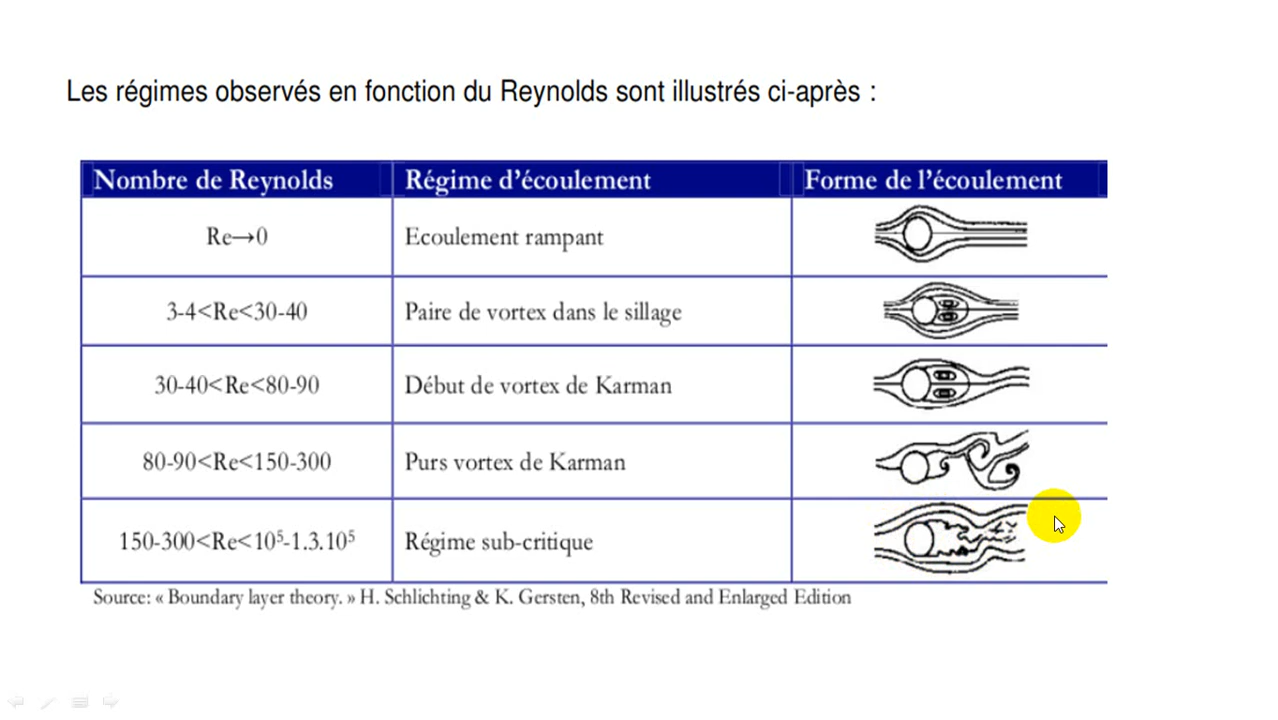 Les régimes observés en fonction du Reynolds sont illustrés ci-après :
Nombre de Reynolds Régime d'écoulement Forme de l'écoulement
Re→0 Ecoulement rampant
3-4<Re<30-40 Paire de vortex dans le sillage
30-40<Re<80-90 Début de vortex de Karman
80-90<Re<150-300 Purs vortex de Karman
150-300<Re<10⁵-1.3.10⁵ Régime sub-critique
Source: « Boundary layer theory. » H. Schlichting & K. Gersten, 8th Revised and Enlarged Edition